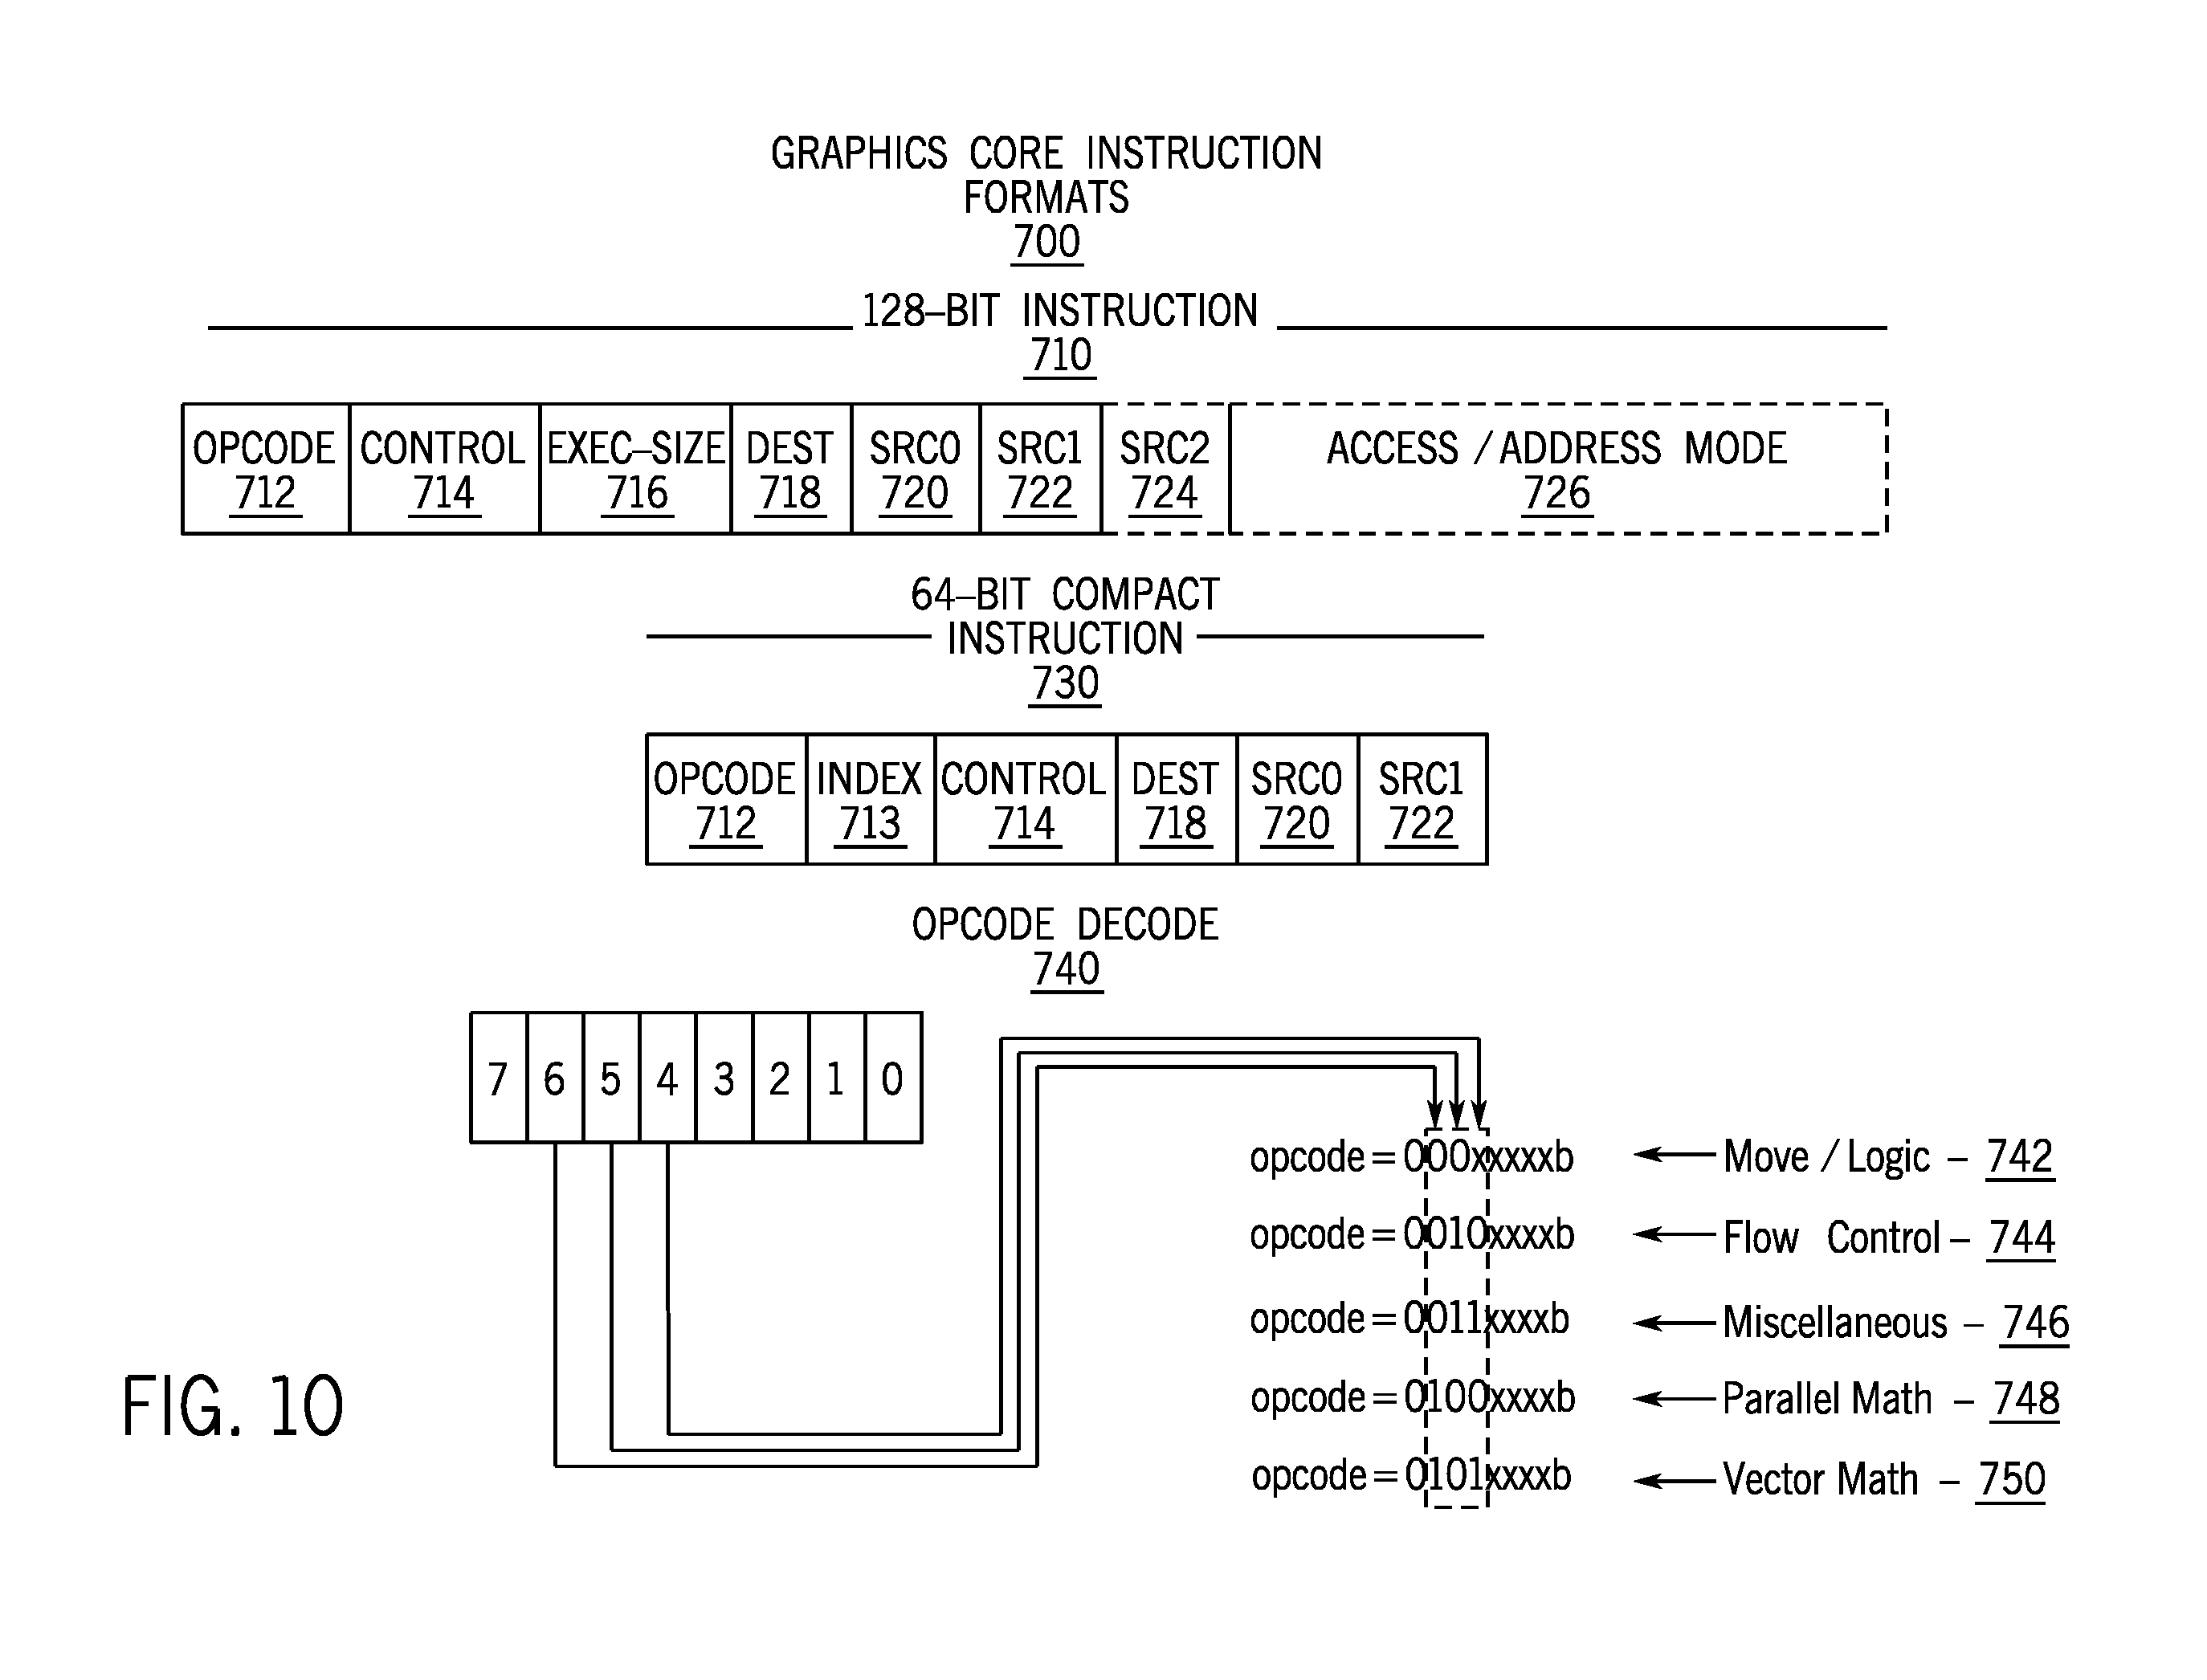 GRAPHICS CORE INSTRUCTION
FORMATS
700
128–BIT INSTRUCTION
710
OPCODE CONTROL EXEC–SIZE DEST SRC0 SRC1 SRC2 ACCESS / ADDRESS MODE
712 714 716 718 720 722 724 726
64–BIT COMPACT
INSTRUCTION
730
OPCODE INDEX CONTROL DEST SRC0 SRC1
712 713 714 718 720 722
OPCODE DECODE
740
7 6 5 4 3 2 1 0
opcode = 000xxxxxb Move / Logic – 742
opcode = 0010xxxxb Flow Control – 744
opcode = 0011xxxxb Miscellaneous – 746
opcode = 0100xxxxb Parallel Math – 748
opcode = 0101xxxxb Vector Math – 750
FIG. 10